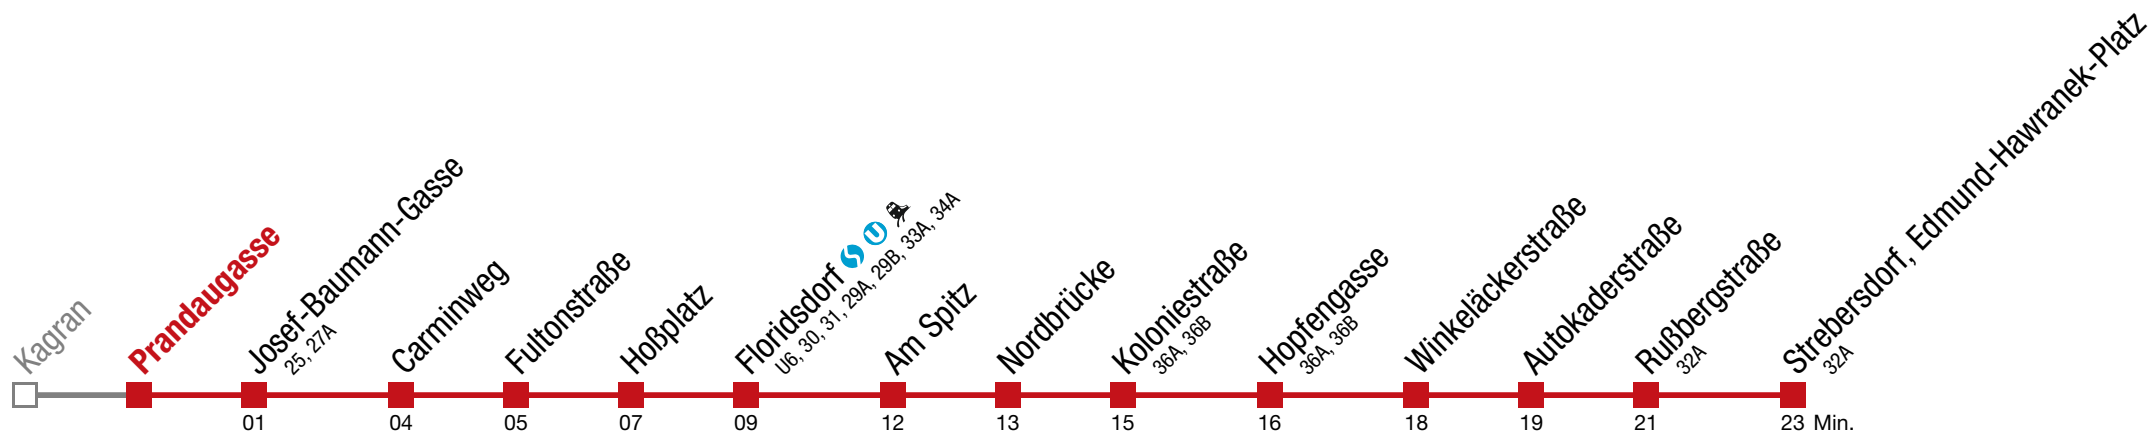 Kagran
Prandaugasse
Josef-Baumann-Gasse
25, 27A
Carminweg
Fultonstraße
Hoßplatz
Floridsdorf
U6, 30, 31, 29A, 29B, 33A, 34A
Am Spitz
Nordbrücke
Koloniestraße
36A, 36B
Hopfengasse
36A, 36B
Winkeläckerstraße
Autokaderstraße
Rußbergstraße
32A
Strebersdorf, Edmund-Hawranek-Platz
32A
01 04 05 07 09 12 13 15 16 18 19 21 23 Min.